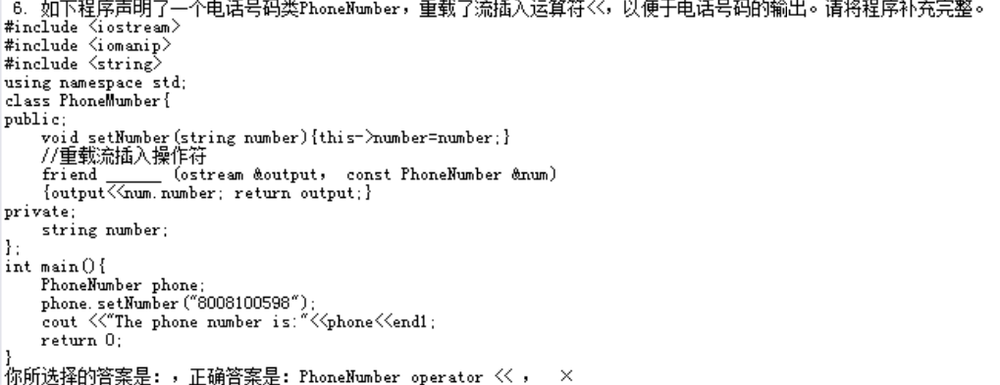 6. 如下程序声明了一个电话号码类PhoneNumber，重载了流插入运算符<<，以便于电话号码的输出。请将程序补充完整。
#include <iostream>
#include <iomanip>
#include <string>
using namespace std;
class PhoneMumber{
public;
    void setNumber(string number){this->number=number;}
    //重载流插入操作符
    friend ______ (ostream &output， const PhoneNumber &num)
    {output<<num.number; return output;}
private;
    string number;
};
int main(){
    PhoneNumber phone;
    phone.setNumber("8008100598");
    cout <<"The phone number is:"<<phone<<endl;
    return 0;
}
你所选择的答案是：，正确答案是：PhoneNumber operator << ， ×